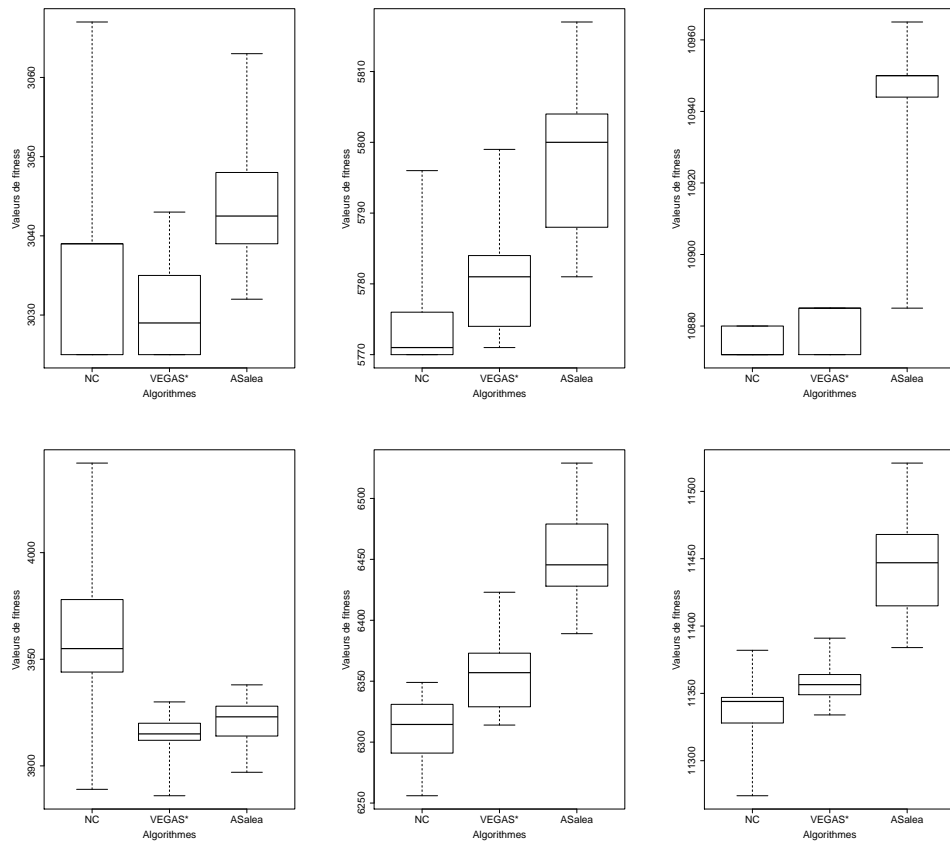 Valeurs de fitness
3030 3040 3050 3060
NC VEGAS* ASalea
Algorithmes
Valeurs de fitness
5770 5780 5790 5800 5810
NC VEGAS* ASalea
Algorithmes
Valeurs de fitness
10880 10900 10920 10940 10960
NC VEGAS* ASalea
Algorithmes
Valeurs de fitness
3900 3950 4000
NC VEGAS* ASalea
Algorithmes
Valeurs de fitness
6250 6300 6350 6400 6450 6500
NC VEGAS* ASalea
Algorithmes
Valeurs de fitness
11300 11350 11400 11450 11500
NC VEGAS* ASalea
Algorithmes